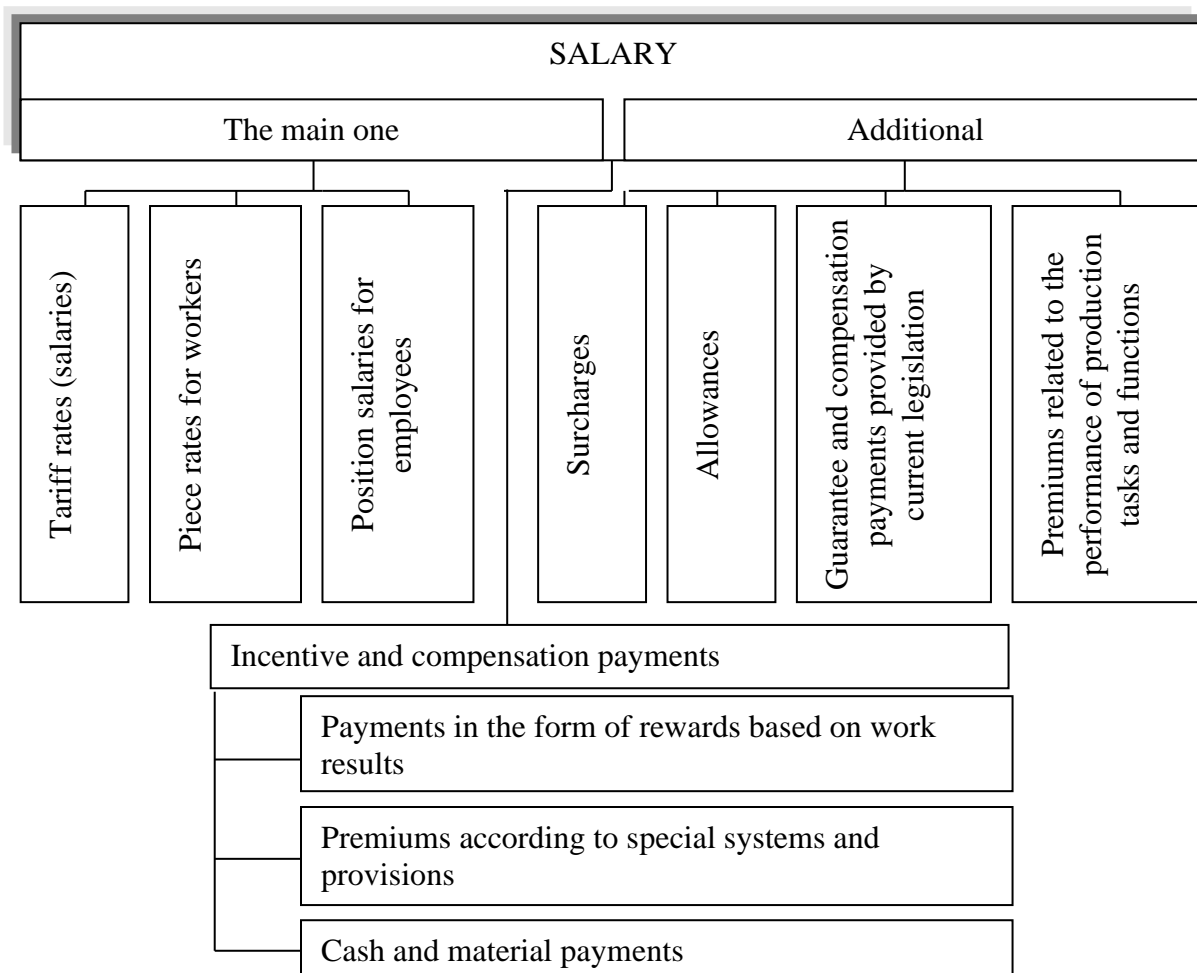 SALARY
The main one
Additional
Tariff rates (salaries)
Piece rates for workers
Position salaries for
employees
Surcharges
Allowances
Guarantee and compensation
payments provided by
current legislation
Premiums related to the
performance of production
tasks and functions
Incentive and compensation payments
Payments in the form of rewards based on work
results
Premiums according to special systems and
provisions
Cash and material payments